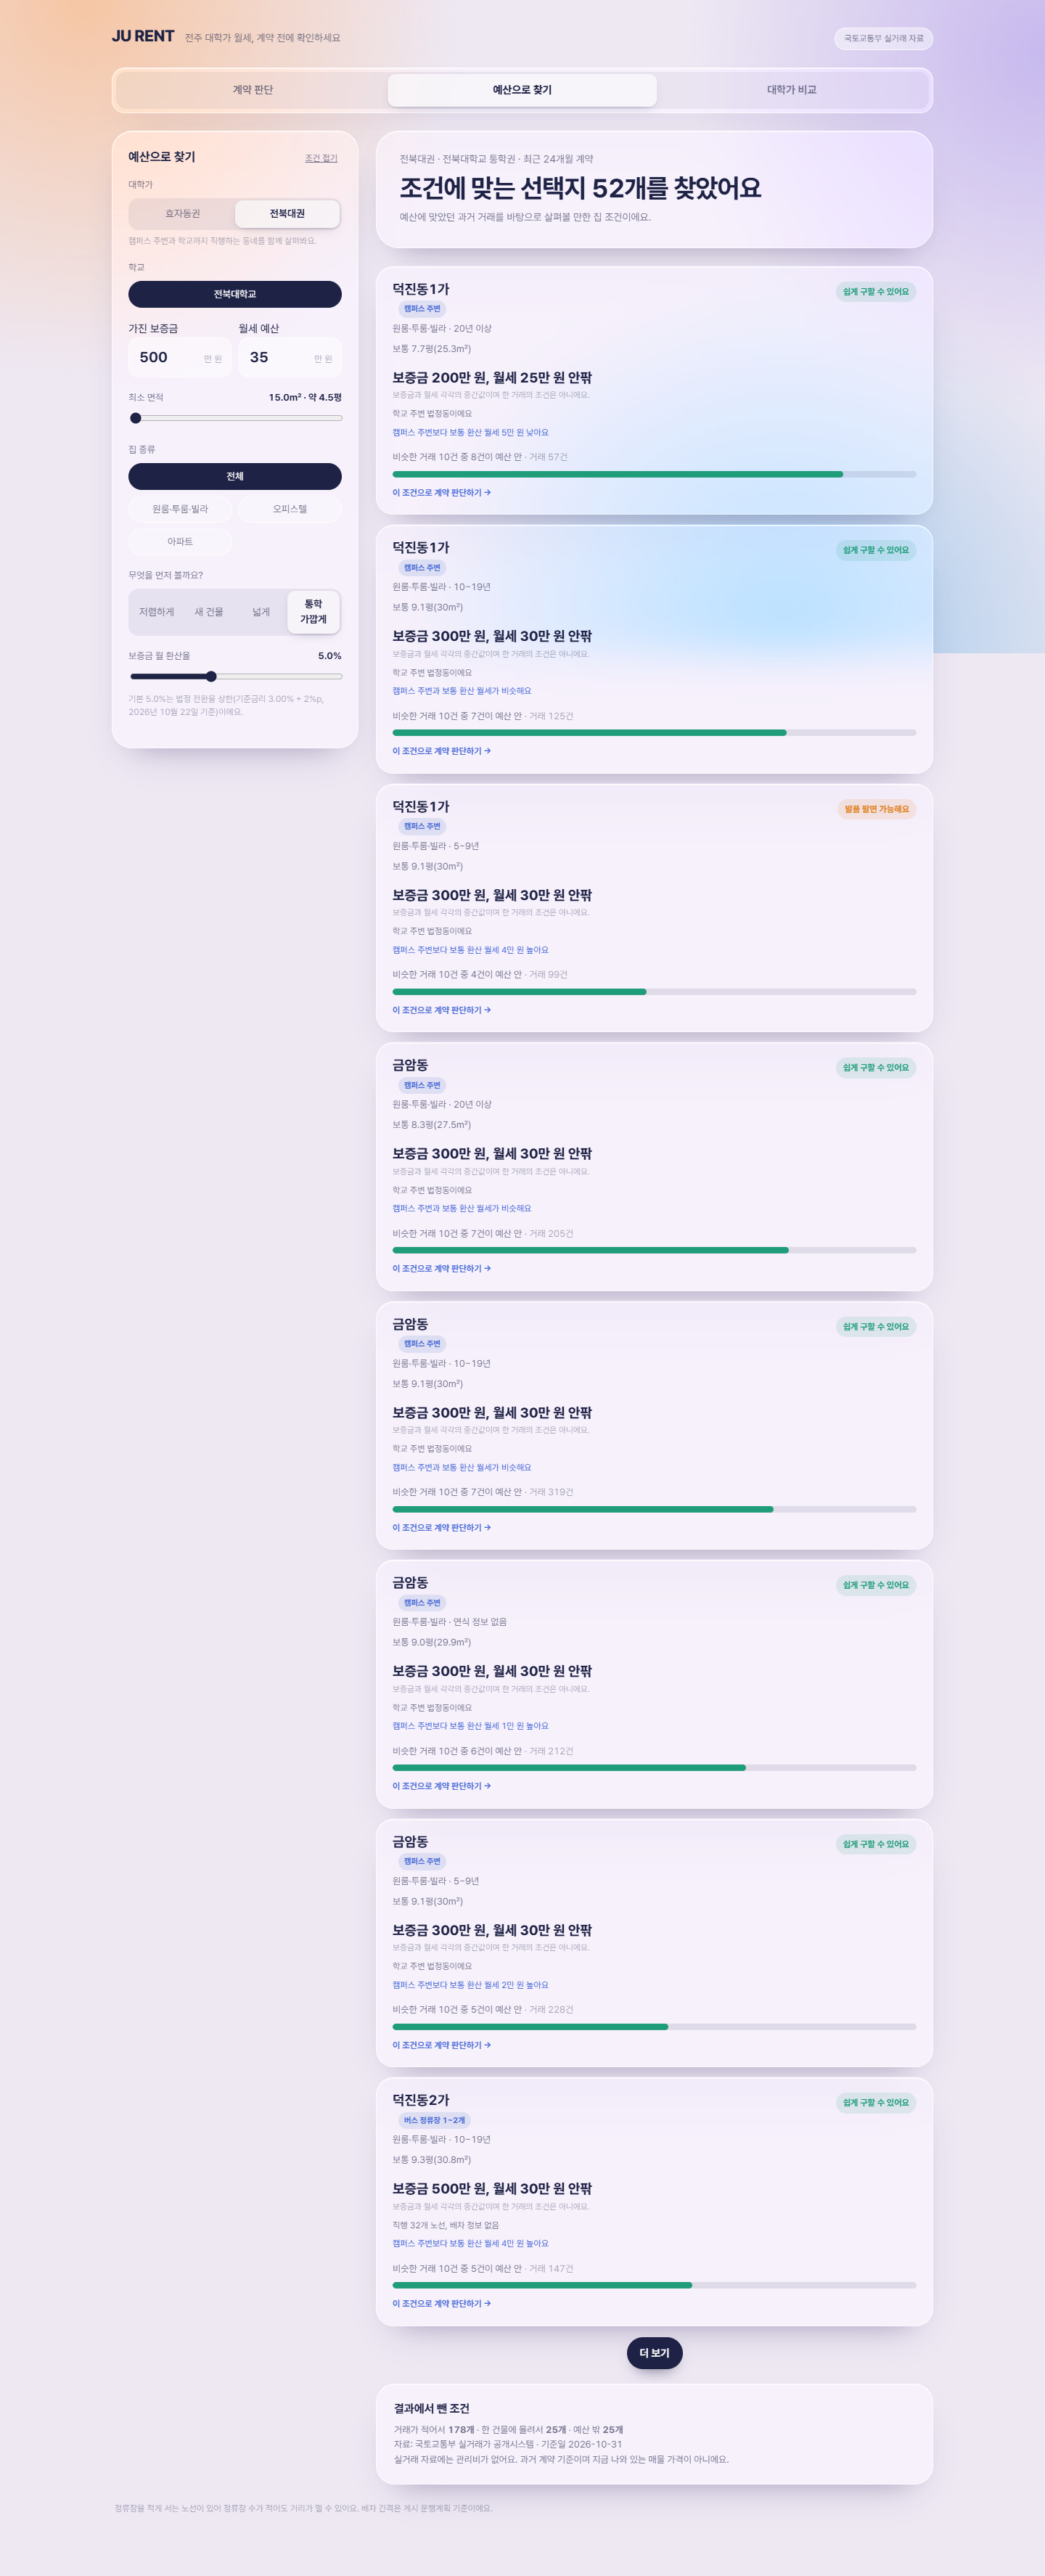 JU RENT 전주 대학가 월세, 계약 전에 확인하세요
국토교통부 실거래 자료
계약 판단
예산으로 찾기
대학가 비교
예산으로 찾기
조건 접기
대학가
효자동권
전북대권
캠퍼스 주변과 학교까지 직행하는 동네를 함께 살펴봐요.
학교
전북대학교
가진 보증금
월세 예산
500 만 원
35 만 원
최소 면적
15.0m² · 약 4.5평
집 종류
전체
원룸·투룸·빌라
오피스텔
아파트
무엇을 먼저 볼까요?
저렴하게
새 건물
넓게
통학
가깝게
보증금 월 환산율
5.0%
기본 5.0%는 법정 전환율 상한(기준금리 3.00% + 2%p,
2026년 10월 22일 기준)이에요.
전북대권 · 전북대학교 통학권 · 최근 24개월 계약
조건에 맞는 선택지 52개를 찾았어요
예산에 맞았던 과거 거래를 바탕으로 살펴볼 만한 집 조건이에요.
덕진동1가
쉽게 구할 수 있어요
캠퍼스 주변
원룸·투룸·빌라 · 20년 이상
보통 7.7평(25.3m²)
보증금 200만 원, 월세 25만 원 안팎
보증금과 월세 각각의 중간값이며 한 거래의 조건은 아니에요.
학교 주변 법정동이에요
캠퍼스 주변보다 보통 환산 월세 5만 원 낮아요
비슷한 거래 10건 중 8건이 예산 안 · 거래 57건
이 조건으로 계약 판단하기 →
덕진동1가
쉽게 구할 수 있어요
캠퍼스 주변
원룸·투룸·빌라 · 10~19년
보통 9.1평(30m²)
보증금 300만 원, 월세 30만 원 안팎
보증금과 월세 각각의 중간값이며 한 거래의 조건은 아니에요.
학교 주변 법정동이에요
캠퍼스 주변과 보통 환산 월세가 비슷해요
비슷한 거래 10건 중 7건이 예산 안 · 거래 125건
이 조건으로 계약 판단하기 →
덕진동1가
발품 팔면 가능해요
캠퍼스 주변
원룸·투룸·빌라 · 5~9년
보통 9.1평(30m²)
보증금 300만 원, 월세 30만 원 안팎
보증금과 월세 각각의 중간값이며 한 거래의 조건은 아니에요.
학교 주변 법정동이에요
캠퍼스 주변보다 보통 환산 월세 4만 원 높아요
비슷한 거래 10건 중 4건이 예산 안 · 거래 99건
이 조건으로 계약 판단하기 →
금암동
쉽게 구할 수 있어요
캠퍼스 주변
원룸·투룸·빌라 · 20년 이상
보통 8.3평(27.5m²)
보증금 300만 원, 월세 30만 원 안팎
보증금과 월세 각각의 중간값이며 한 거래의 조건은 아니에요.
학교 주변 법정동이에요
캠퍼스 주변과 보통 환산 월세가 비슷해요
비슷한 거래 10건 중 7건이 예산 안 · 거래 205건
이 조건으로 계약 판단하기 →
금암동
쉽게 구할 수 있어요
캠퍼스 주변
원룸·투룸·빌라 · 10~19년
보통 9.1평(30m²)
보증금 300만 원, 월세 30만 원 안팎
보증금과 월세 각각의 중간값이며 한 거래의 조건은 아니에요.
학교 주변 법정동이에요
캠퍼스 주변과 보통 환산 월세가 비슷해요
비슷한 거래 10건 중 7건이 예산 안 · 거래 319건
이 조건으로 계약 판단하기 →
금암동
쉽게 구할 수 있어요
캠퍼스 주변
원룸·투룸·빌라 · 연식 정보 없음
보통 9.0평(29.9m²)
보증금 300만 원, 월세 30만 원 안팎
보증금과 월세 각각의 중간값이며 한 거래의 조건은 아니에요.
학교 주변 법정동이에요
캠퍼스 주변보다 보통 환산 월세 1만 원 높아요
비슷한 거래 10건 중 6건이 예산 안 · 거래 212건
이 조건으로 계약 판단하기 →
금암동
쉽게 구할 수 있어요
캠퍼스 주변
원룸·투룸·빌라 · 5~9년
보통 9.1평(30m²)
보증금 300만 원, 월세 30만 원 안팎
보증금과 월세 각각의 중간값이며 한 거래의 조건은 아니에요.
학교 주변 법정동이에요
캠퍼스 주변보다 보통 환산 월세 2만 원 높아요
비슷한 거래 10건 중 5건이 예산 안 · 거래 228건
이 조건으로 계약 판단하기 →
덕진동2가
쉽게 구할 수 있어요
버스 정류장 1~2개
원룸·투룸·빌라 · 10~19년
보통 9.3평(30.8m²)
보증금 500만 원, 월세 30만 원 안팎
보증금과 월세 각각의 중간값이며 한 거래의 조건은 아니에요.
직행 32개 노선, 배차 정보 없음
캠퍼스 주변보다 보통 환산 월세 4만 원 높아요
비슷한 거래 10건 중 5건이 예산 안 · 거래 147건
이 조건으로 계약 판단하기 →
더 보기
결과에서 뺀 조건
거래가 적어서 178개 · 한 건물에 몰려서 25개 · 예산 밖 25개
자료: 국토교통부 실거래가 공개시스템 · 기준일 2026-10-31
실거래 자료에는 관리비가 없어요. 과거 계약 기준이며 지금 나와 있는 매물 가격이 아니에요.
정류장을 적게 서는 노선이 있어 정류장 수가 적어도 거리가 멀 수 있어요. 배차 간격은 게시 운행계획 기준이에요.